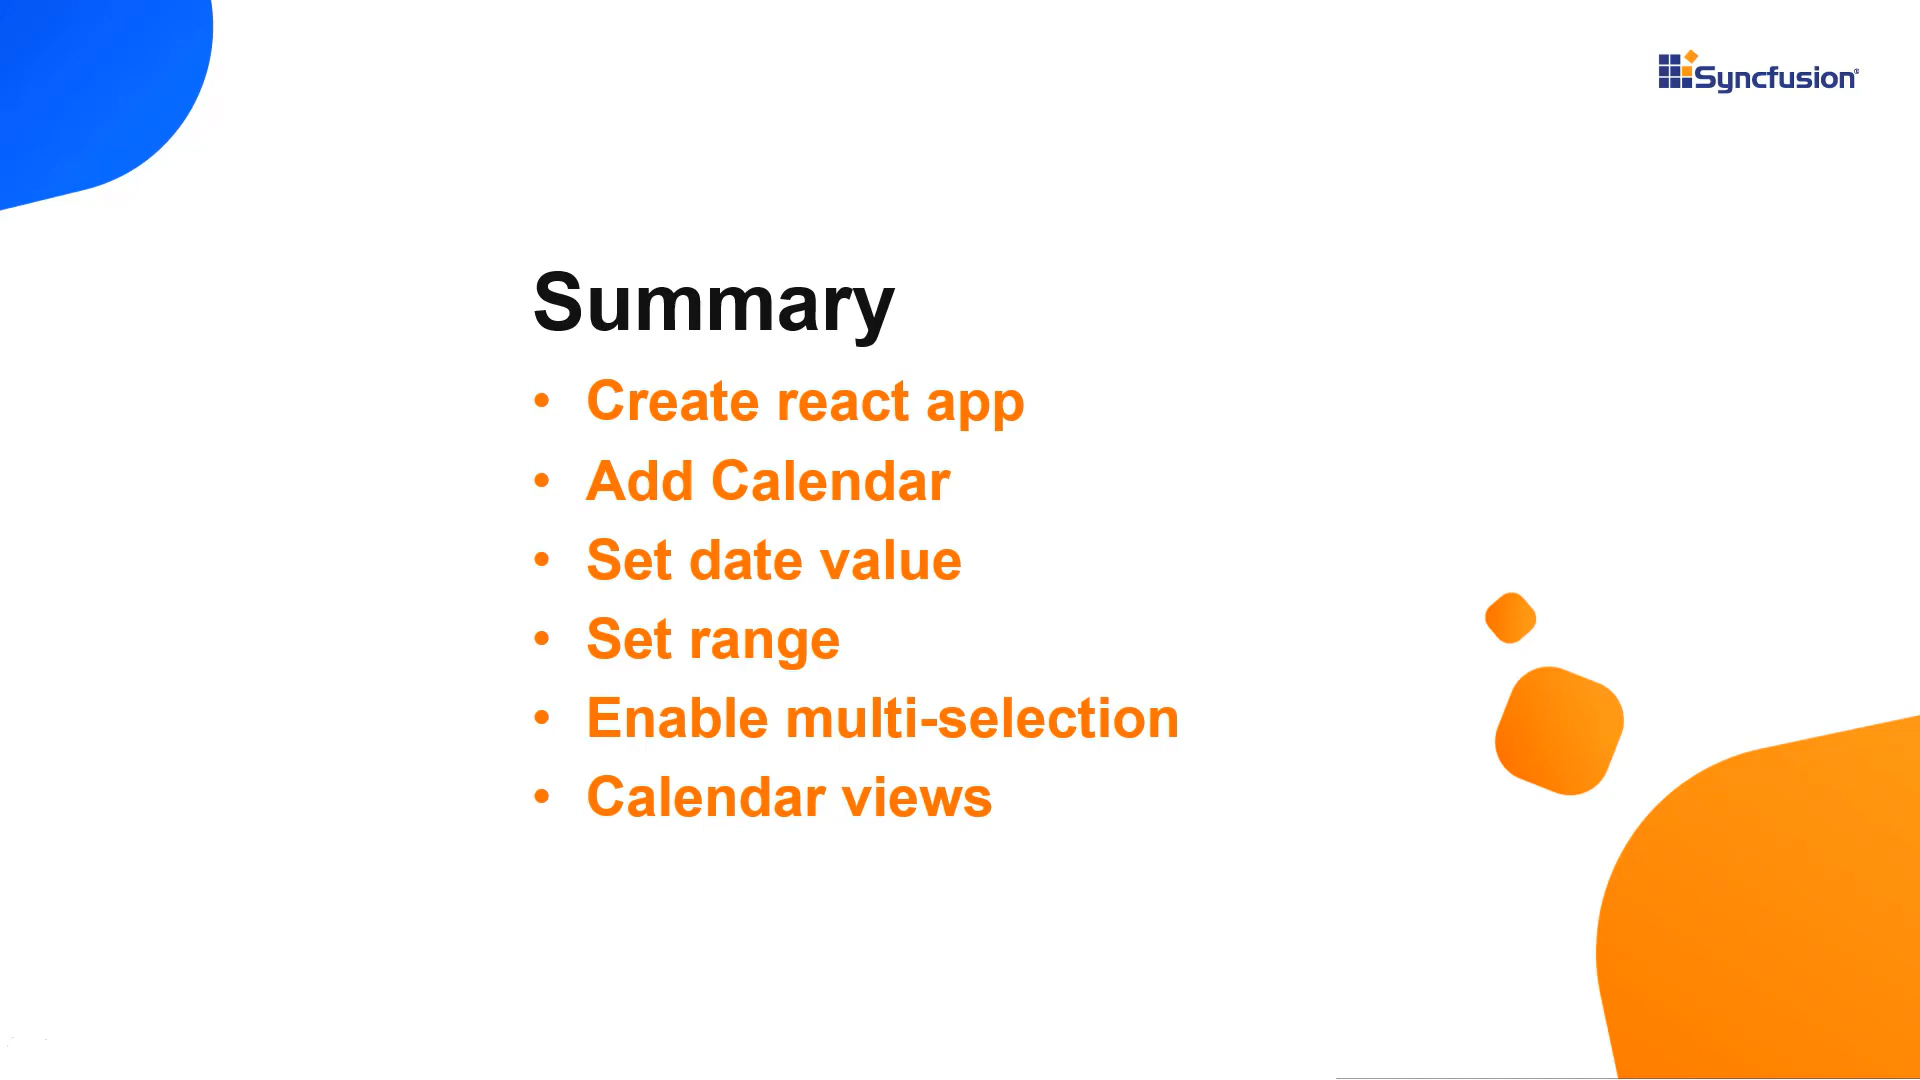 Syncfusion®
Summary
• Create react app
• Add Calendar
• Set date value
• Set range
• Enable multi-selection
• Calendar views